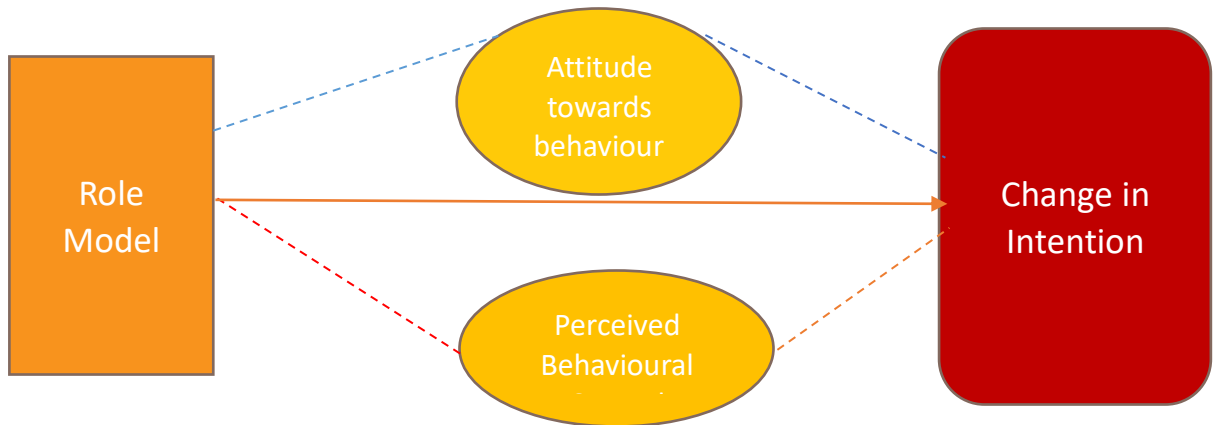 Role
Model
Attitude
towards
behaviour
Perceived
Behavioural
Change in
Intention